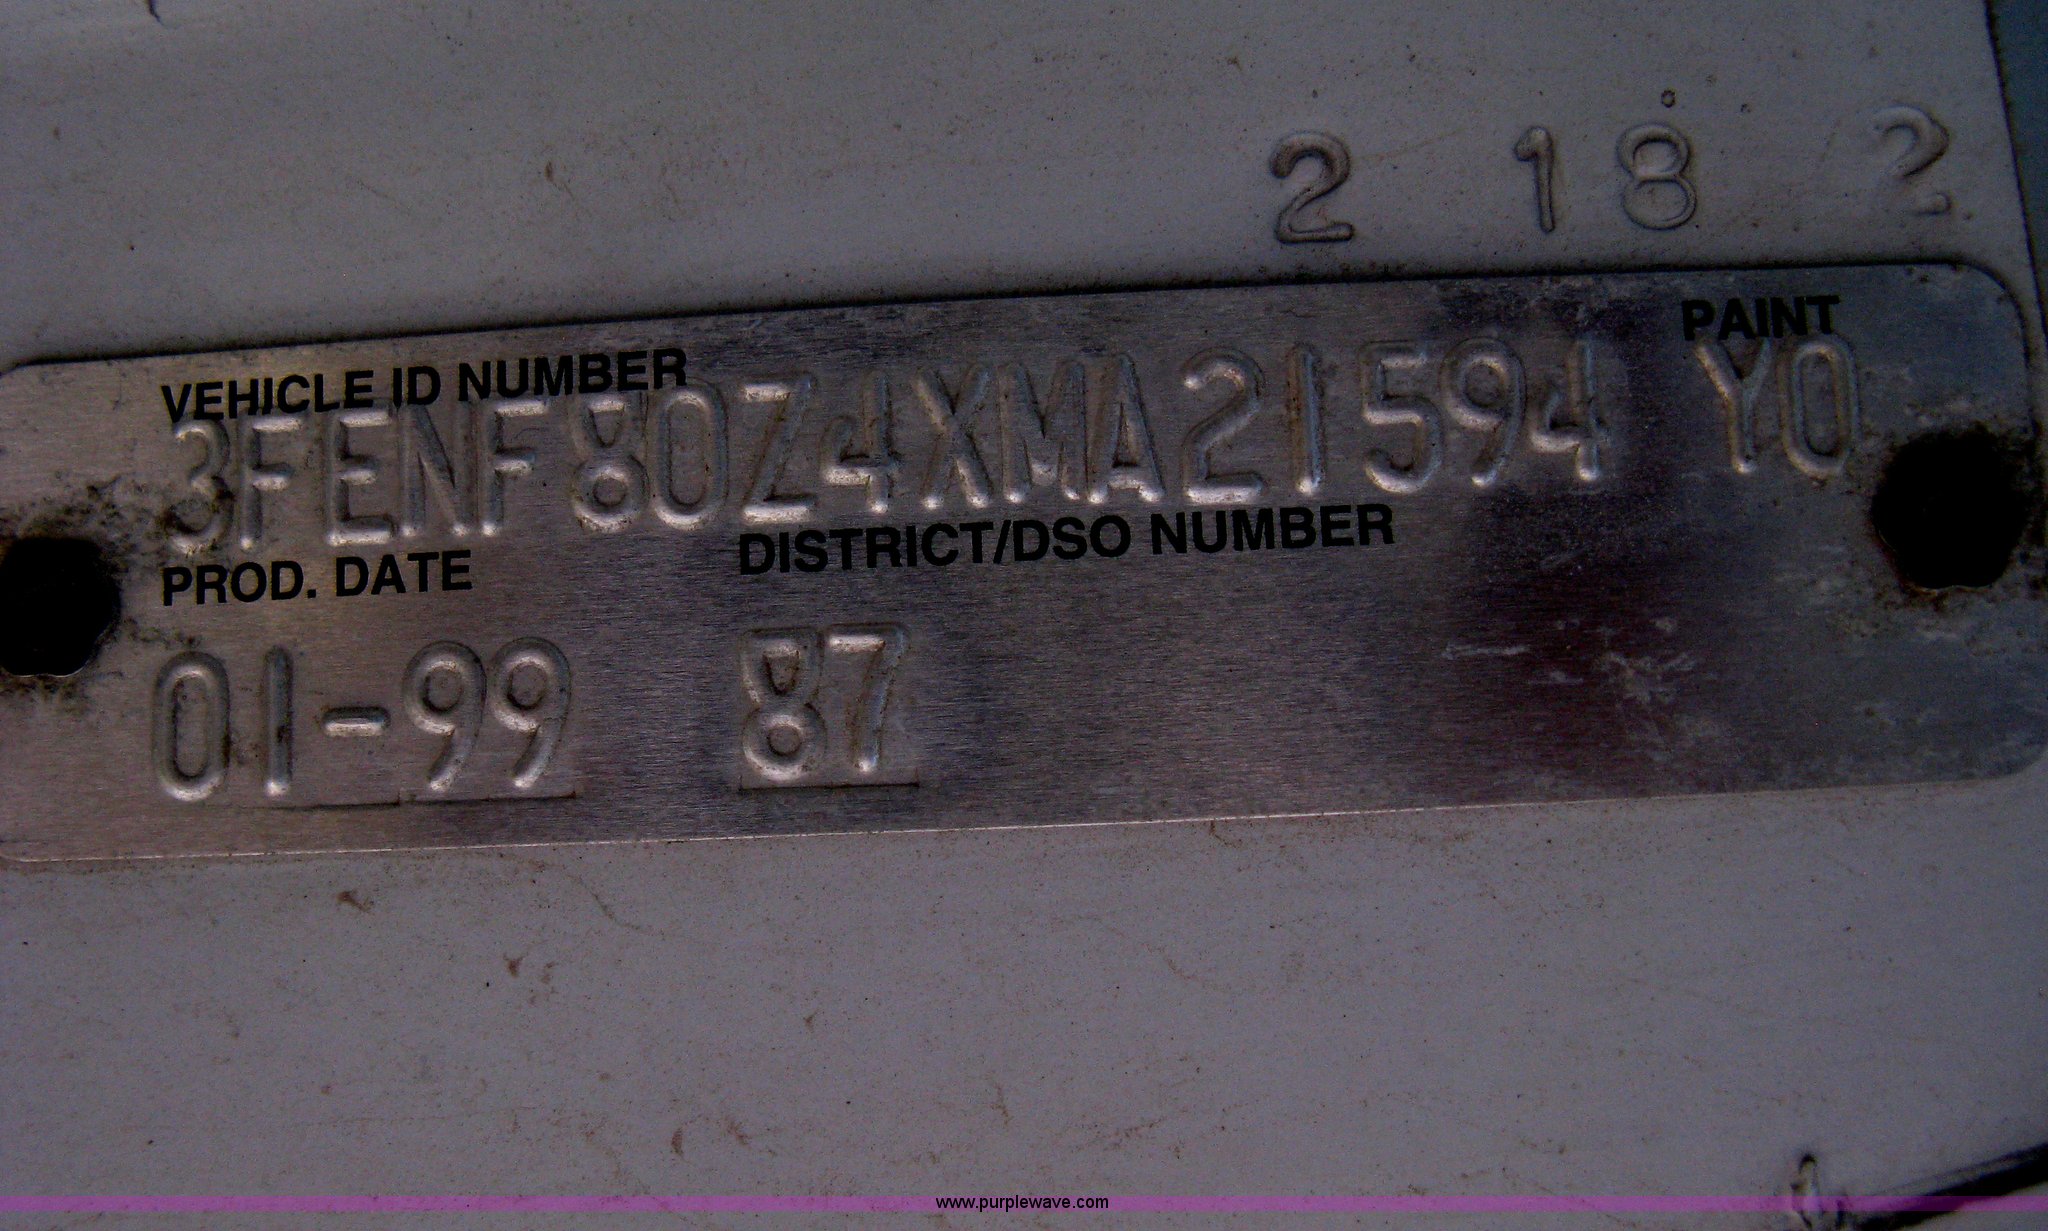 2 18 2
PAINT
VEHICLE ID NUMBER
3FENF80Z4XMA21594 Y0
DISTRICT/DSO NUMBER
PROD. DATE
01-99 87
www.purplewave.com